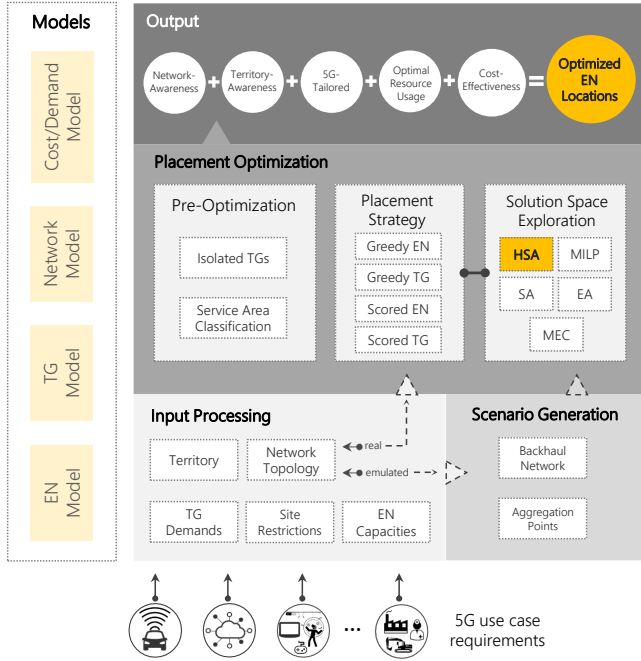 Models
Cost/Demand
Model
Network
Model
TG
Model
EN
Model
Output
Network-
Awareness
+
Territory-
Awareness
+
5G-
Tailored
+
Optimal
Resource
Usage
+
Cost-
Effectiveness
=
Optimized
EN
Locations
Placement Optimization
Pre-Optimization
Isolated TGs
Service Area
Classification
Placement
Strategy
Greedy EN
Greedy TG
Scored EN
Scored TG
Solution Space
Exploration
HSA
MILP
SA
EA
MEC
Input Processing
Territory
Network
Topology
real
emulated
TG
Demands
Site
Restrictions
EN
Capacities
Scenario Generation
Backhaul
Network
Aggregation
Points
...
5G use case
requirements